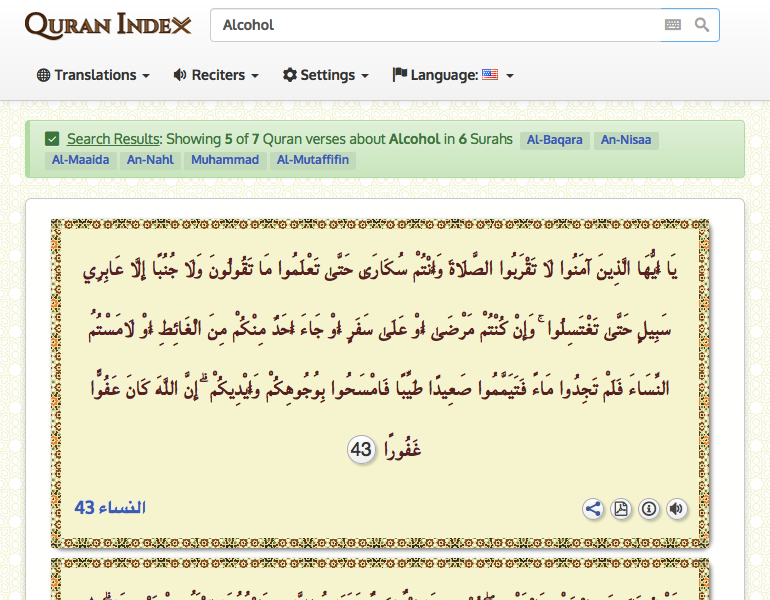 QURAN INDEX
Alcohol
Translations Reciters Settings Language:
Search Results: Showing 5 of 7 Quran verses about Alcohol in 6 Surahs Al-Baqara An-Nisaa
Al-Maaida An-Nahl Muhammad Al-Mutaffifin
يَا أَيُّهَا الَّذِينَ آمَنُوا لَا تَقْرَبُوا الصَّلَاةَ وَأَنْتُمْ سُكَارَىٰ حَتَّىٰ تَعْلَمُوا مَا تَقُولُونَ وَلَا جُنُبًا إِلَّا عَابِرِي
سَبِيلٍ حَتَّىٰ تَغْتَسِلُوا ۚ وَإِنْ كُنْتُمْ مَرْضَىٰ أَوْ عَلَىٰ سَفَرٍ أَوْ جَاءَ أَحَدٌ مِنْكُمْ مِنَ الْغَائِطِ أَوْ لَامَسْتُمُ
النِّسَاءَ فَلَمْ تَجِدُوا مَاءً فَتَيَمَّمُوا صَعِيدًا طَيِّبًا فَامْسَحُوا بِوُجُوهِكُمْ وَأَيْدِيكُمْ ۗ إِنَّ اللَّهَ كَانَ عَفُوًّا
غَفُورًا 43
النساء 43